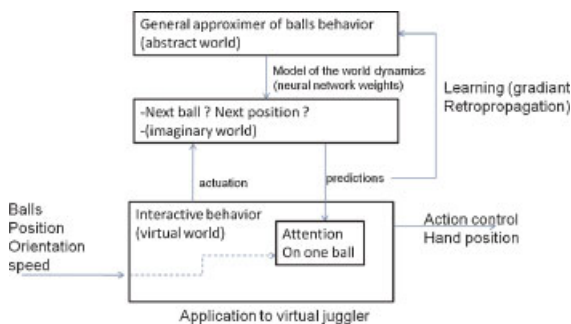 General approximer of balls behavior
(abstract world)
Model of the world dynamics
(neural network weights)
Learning (gradiant
Retropropagation)
-Next ball ? Next position ?
-(imaginary world)
actuation
predictions
Balls
Position
Orientation
speed
Interactive behavior
(virtual world)
Attention
On one ball
Action control
Hand position
Application to virtual juggler